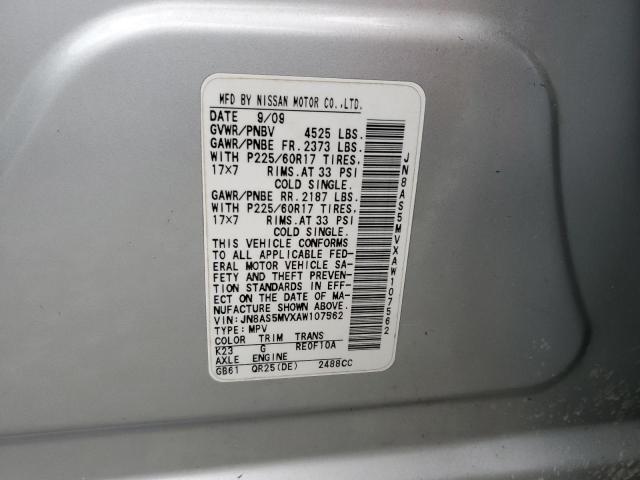 MFD BY NISSAN MOTOR CO.,LTD.
DATE 9/09
GVWR/PNBV 4525 LBS.
GAWR/PNBE FR. 2373 LBS.
WITH P225/60R17 TIRES,
17x7 RIMS. AT 33 PSI
COLD SINGLE.
GAWR/PNBE RR. 2187 LBS.
WITH P225/60R17 TIRES,
17x7 RIMS. AT 33 PSI
COLD SINGLE.
THIS VEHICLE CONFORMS
TO ALL APPLICABLE FED-
ERAL MOTOR VEHICLE SA-
FETY AND THEFT PREVEN-
TION STANDARDS IN EFF-
ECT ON THE DATE OF MA-
NUFACTURE SHOWN ABOVE.
VIN: JN8AS5MVXAW107562
TYPE: MPV
COLOR TRIM TRANS
K23 G RE0F10A
AXLE ENGINE
GB61 QR25(DE) 2488CC
JN8AS5MVXAW107562